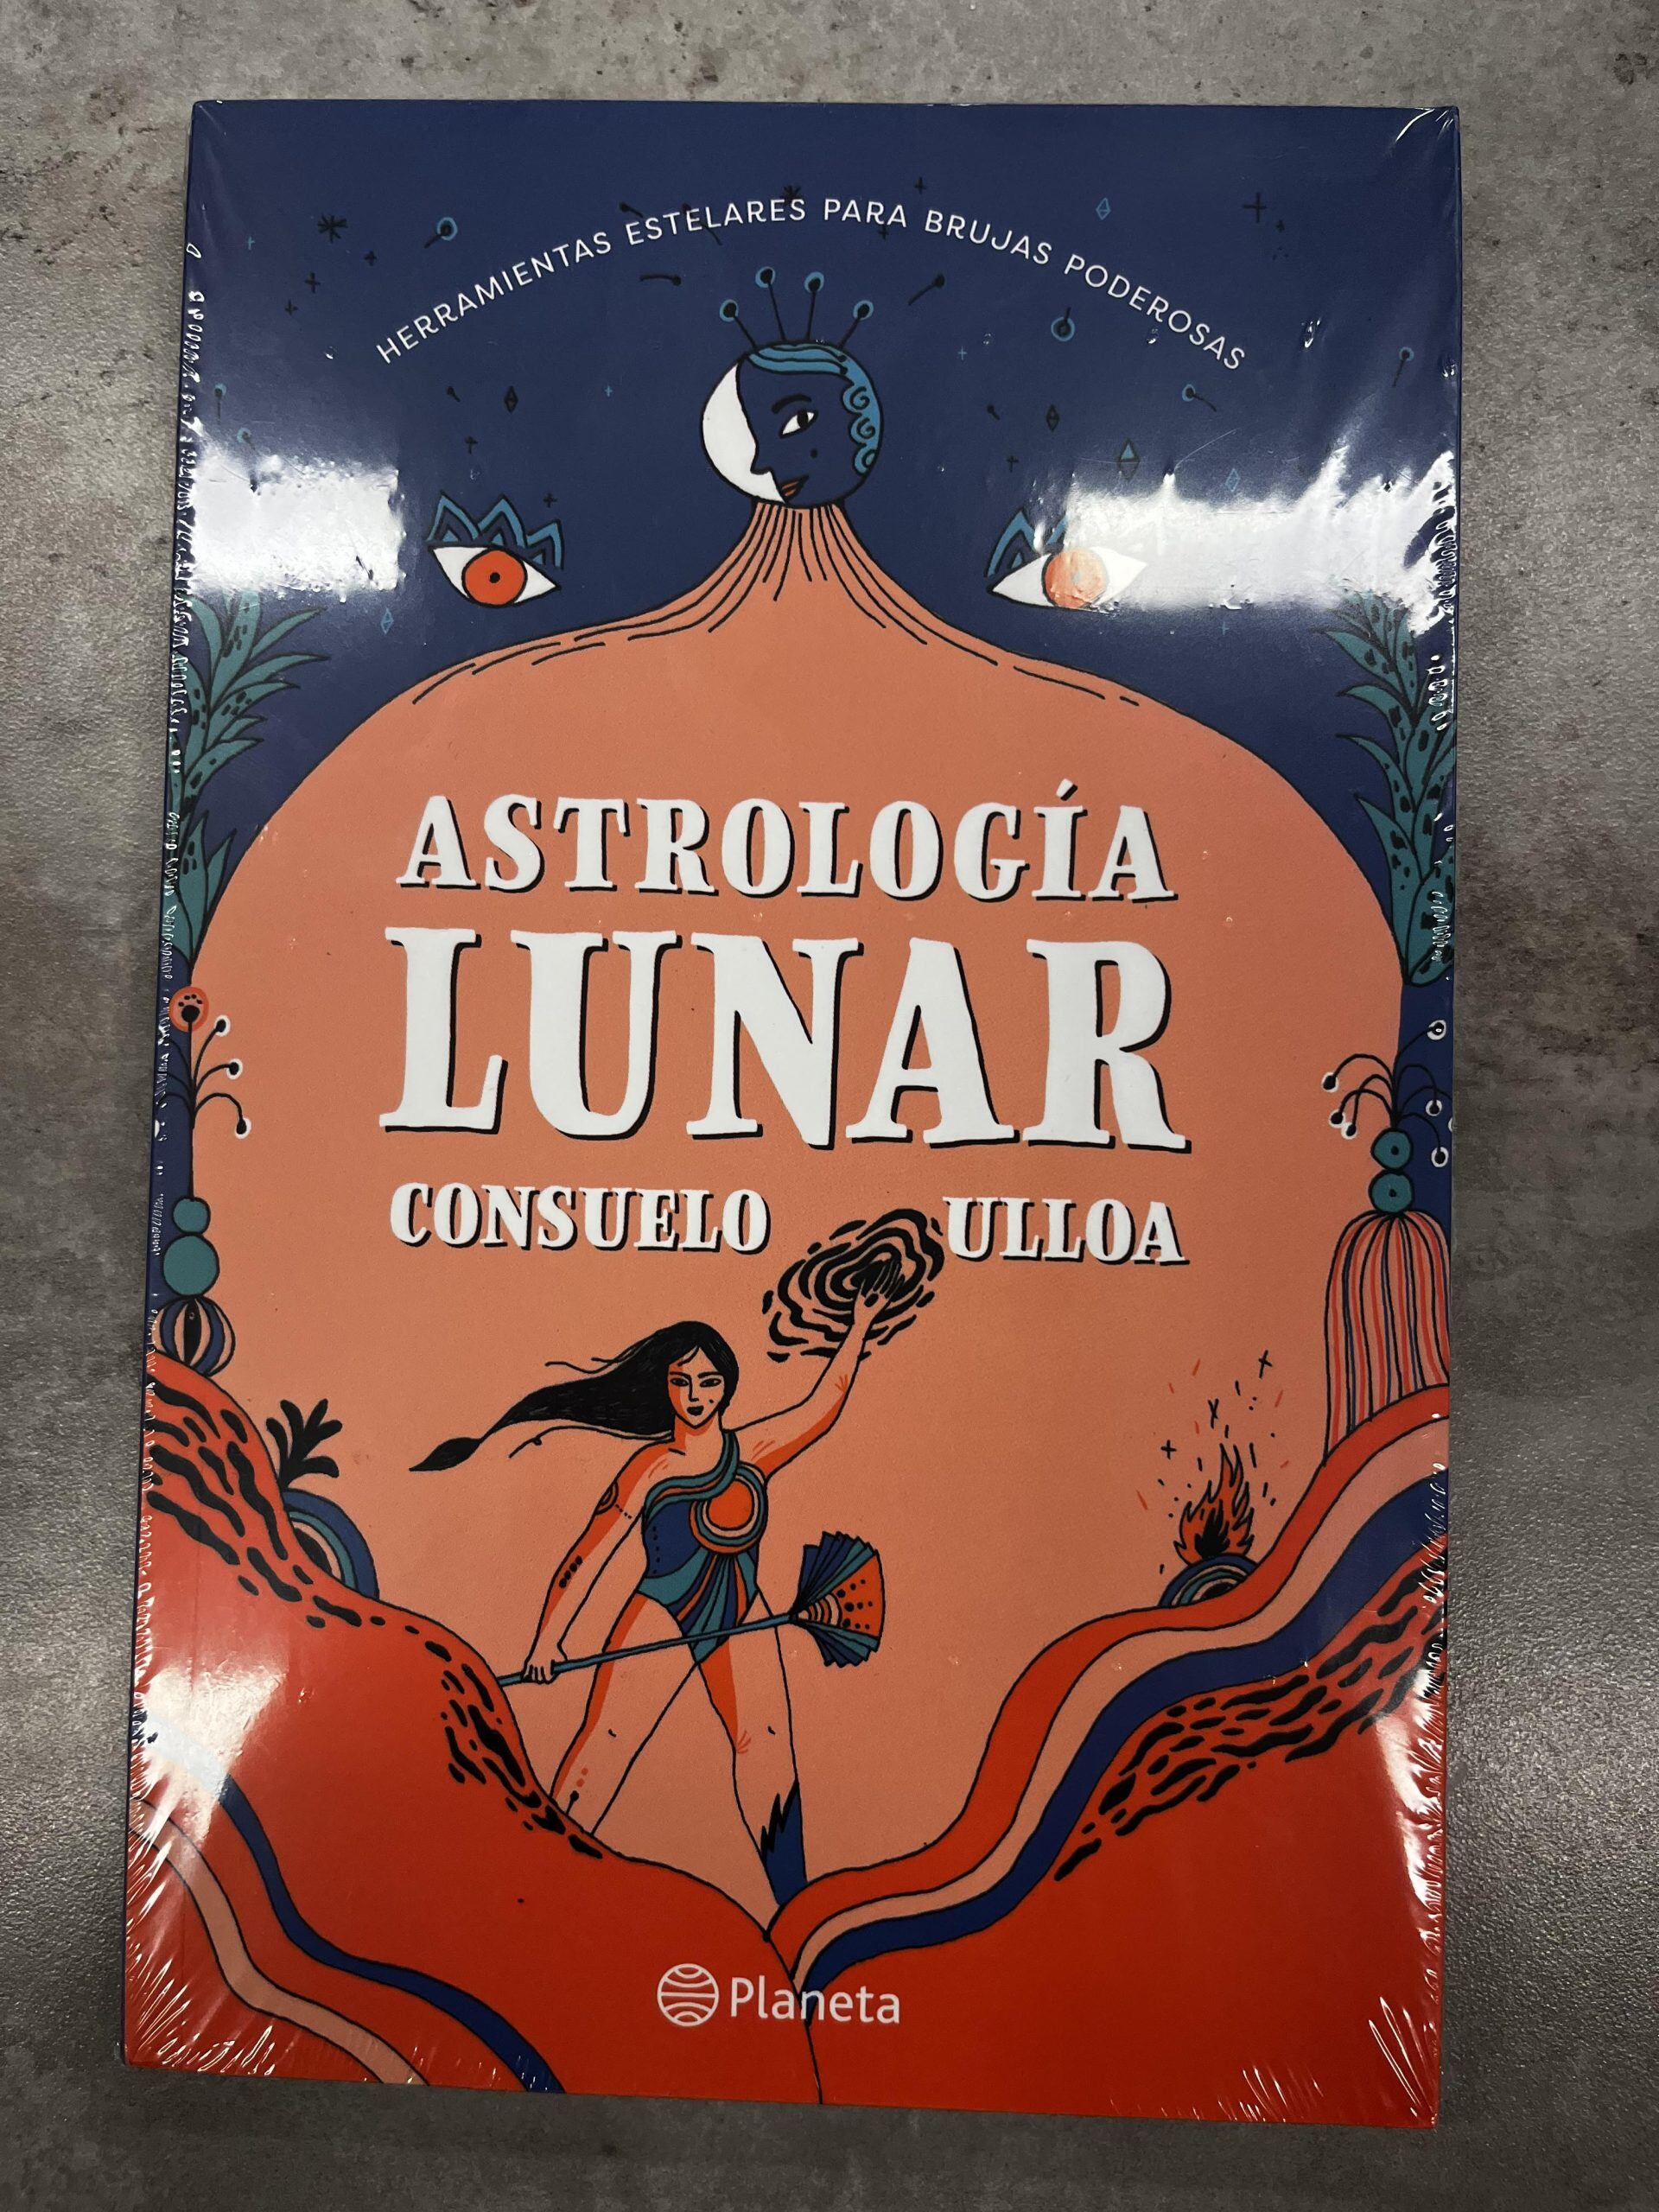 HERRAMIENTAS ESTELARES PARA BRUJAS PODEROSAS
ASTROLOGÍA
LUNAR
CONSUELO ULLOA
Planeta